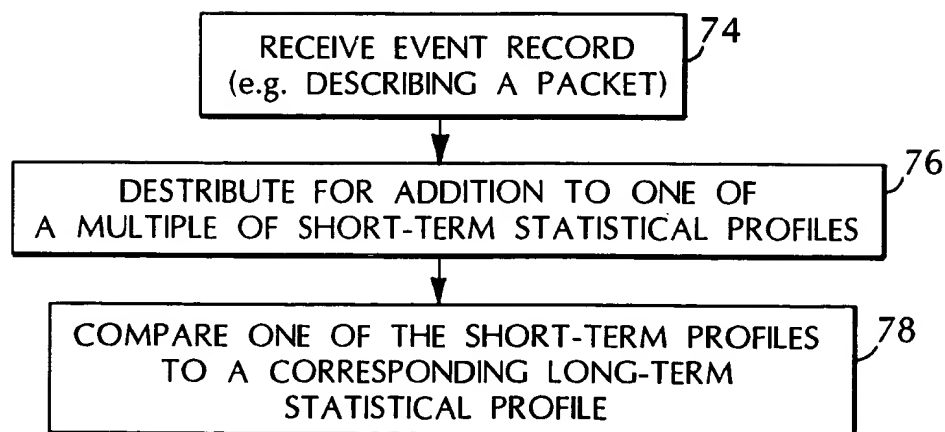 RECEIVE EVENT RECORD
(e.g. DESCRIBING A PACKET)
74
DESTRIBUTE FOR ADDITION TO ONE OF
A MULTIPLE OF SHORT-TERM STATISTICAL PROFILES
76
COMPARE ONE OF THE SHORT-TERM PROFILES
TO A CORRESPONDING LONG-TERM
STATISTICAL PROFILE
78